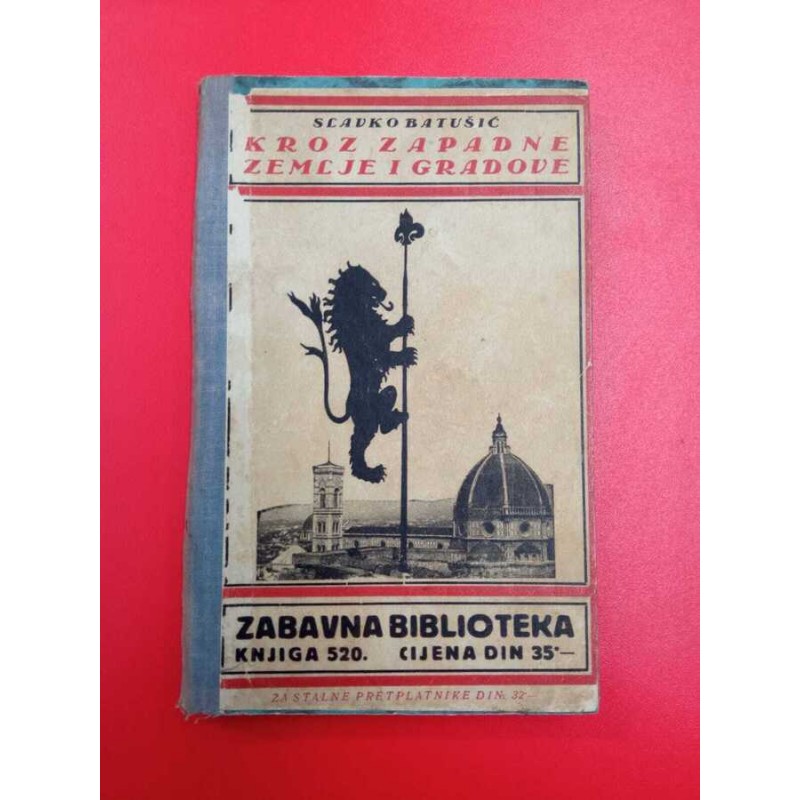 SLAVKO BATUŠIĆ
KROZ ZAPADNE
ZEMLJE I GRADOVE
ZABAVNA BIBLIOTEKA
KNJIGA 520. CIJENA DIN 35·—
ZA STALNE PRETPLATNIKE DIN. 32—